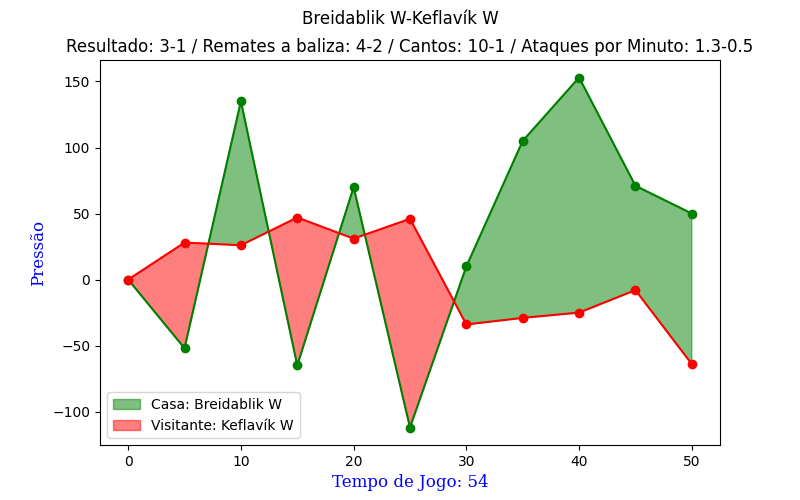 Breidablik W-Keflavík W
Resultado: 3-1 / Remates a baliza: 4-2 / Cantos: 10-1 / Ataques por Minuto: 1.3-0.5
150
100
50
0
−50
−100
Pressão
Casa: Breidablik W
Visitante: Keflavík W
0 10 20 30 40 50
Tempo de Jogo: 54